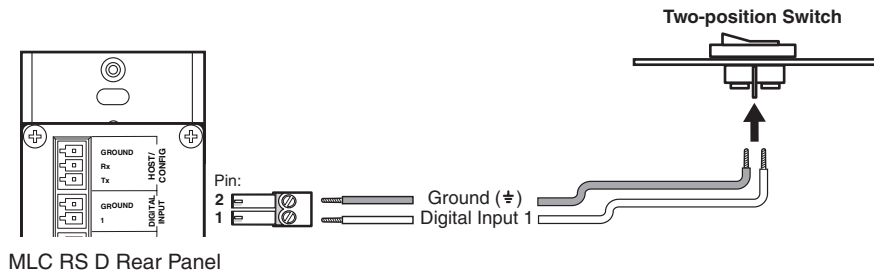 Two-position Switch
GROUND
Rx
Tx
HOST/
CONFIG
GROUND
1
DIGITAL
INPUT
Pin:
2
1
Ground (⏚)
Digital Input 1
MLC RS D Rear Panel